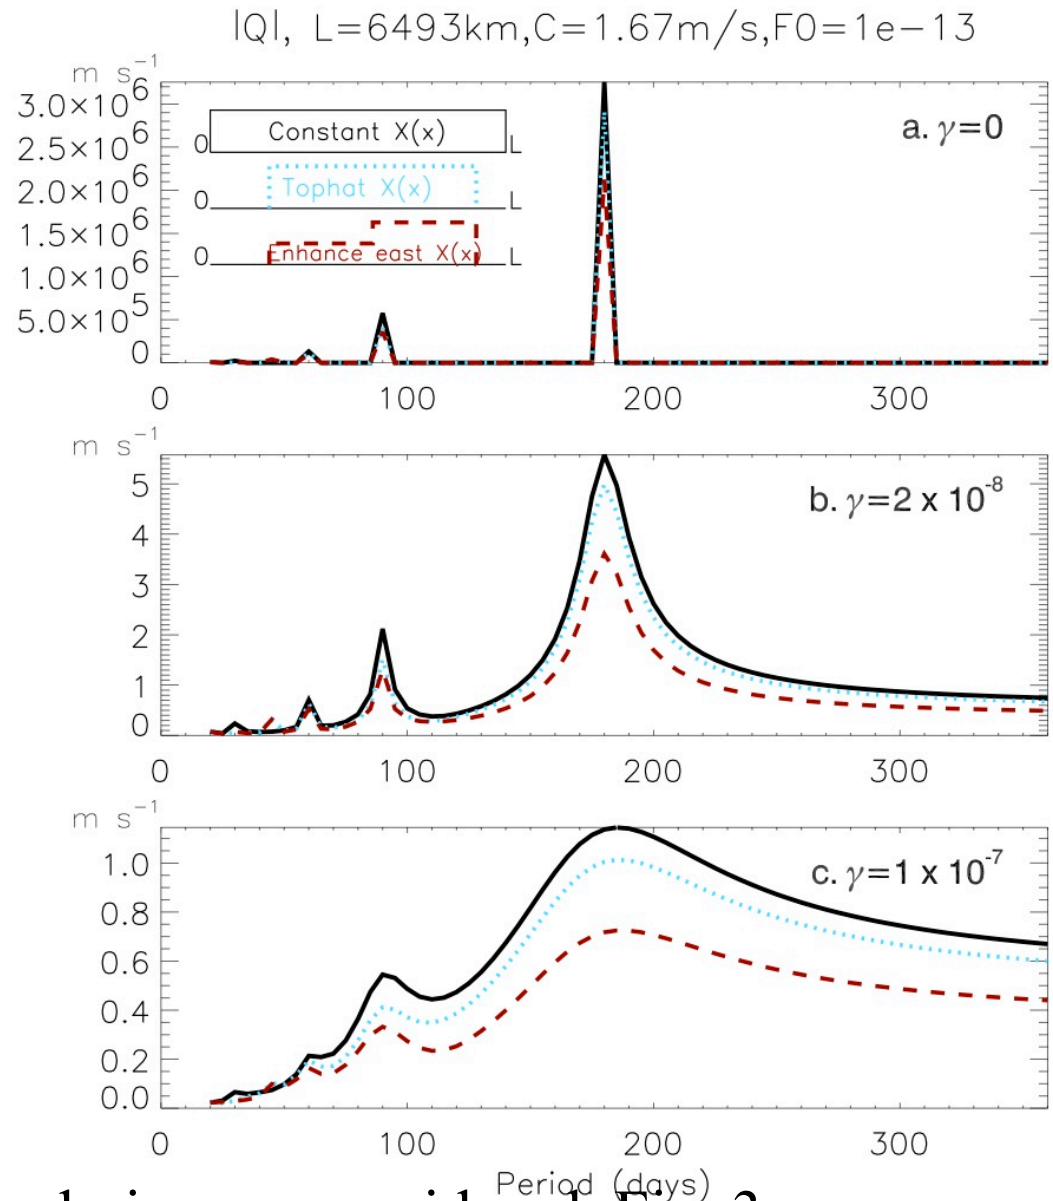 |Q|, L=6493km,C=1.67m/s,F0=1e−13
m s⁻¹
3.0×10⁶
2.5×10⁶
2.0×10⁶
1.5×10⁶
1.0×10⁶
5.0×10⁵
0
0 Constant X(x) L
0 Tophat X(x) L
0 Enhance east X(x) L
a. γ=0
0 100 200 300
m s⁻¹
5
4
3
2
1
0
b. γ=2 x 10⁻⁸
0 100 200 300
m s⁻¹
1.0
0.8
0.6
0.4
0.2
0.0
c. γ=1 x 10⁻⁷
0 100 200 300
Period (days)